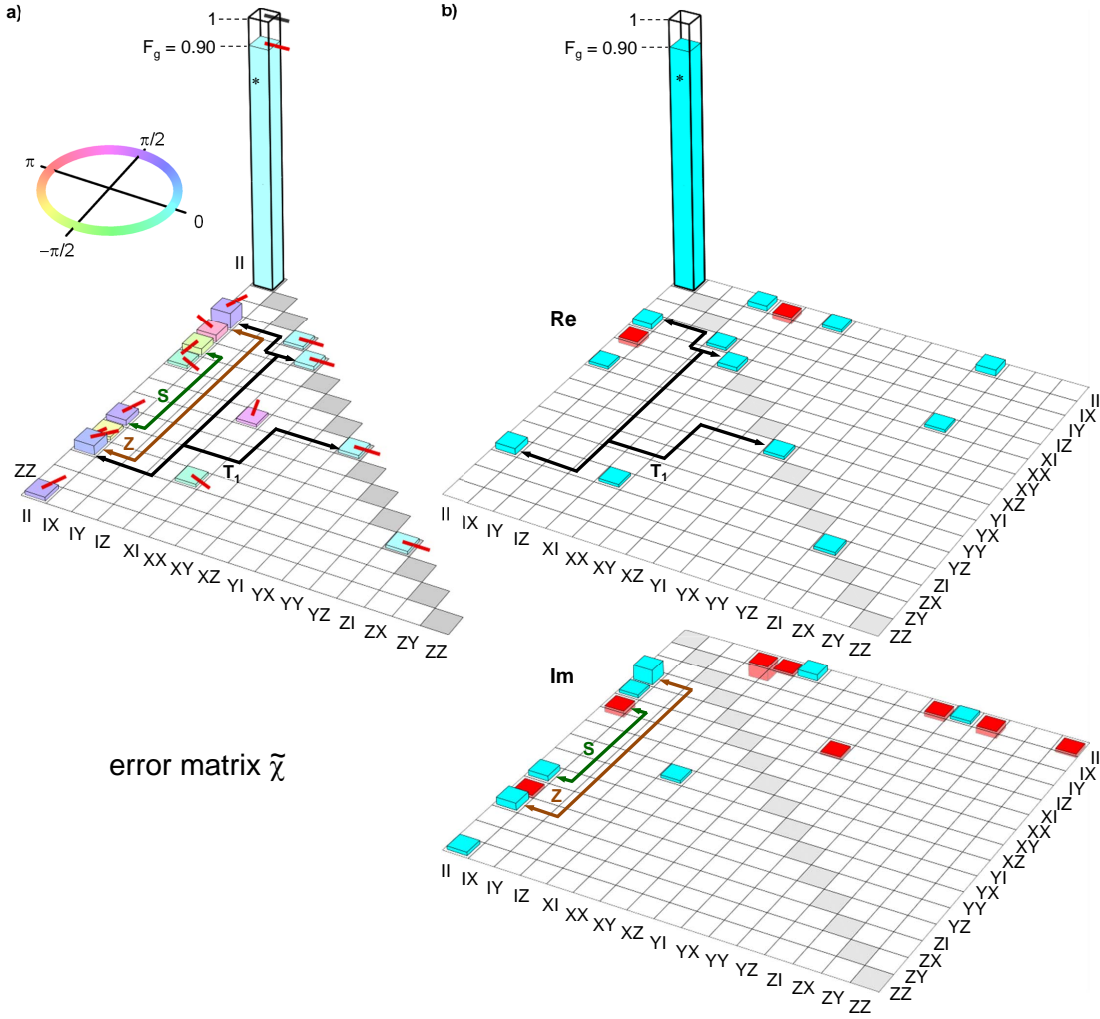 a)
1
F_g = 0.90
*
π/2
π
0
−π/2
II
S
Z
T_1
ZZ
II
IX
IY
IZ
XI
XX
XY
XZ
YI
YX
YY
YZ
ZI
ZX
ZY
ZZ
b)
1
F_g = 0.90
*
Re
T_1
II
IX
IY
IZ
XI
XX
XY
XZ
YI
YX
YY
YZ
ZI
ZX
ZY
ZZ
II
IX
IY
IZ
XI
XX
XY
XZ
YI
YX
YY
YZ
ZI
ZX
ZY
ZZ
Im
S
Z
II
IX
IY
IZ
XI
XX
XY
XZ
YI
YX
YY
YZ
ZI
ZX
ZY
ZZ
II
IX
IY
IZ
XI
XX
XY
XZ
YI
YX
YY
YZ
ZI
ZX
ZY
ZZ
error matrix χ̃